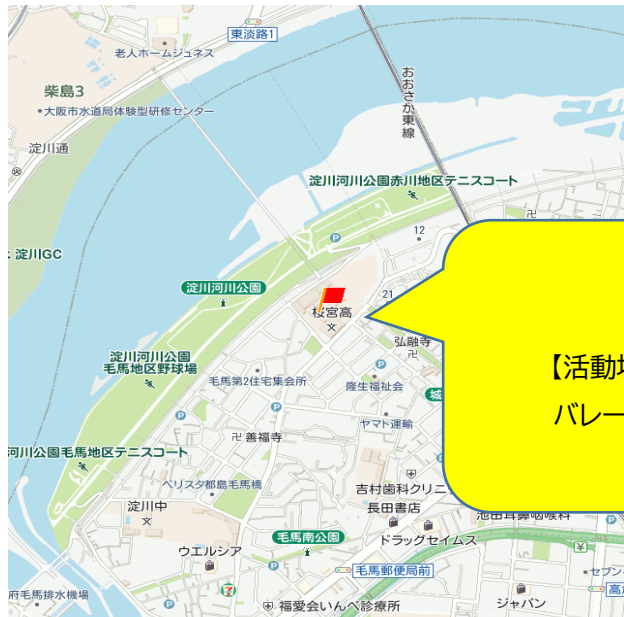 東淡路1
老人ホームジュネス
柴島3
大阪市水道局体験型研修センター
おおさか東線
淀川通
淀川河川公園赤川地区テニスコート
12
淀川GC
淀川河川公園
21
桜宮高
弘融寺
淀川河川公園
毛馬地区野球場
毛馬第2住宅集会所
隆生福祉会
城
【活動場
バレー
ヤマト運輸
善福寺
河川公園毛馬地区テニスコート
ベリスタ都島毛馬橋
吉村歯科クリニ
長田書店
池田耳鼻咽喉科
淀川中
毛馬南公園
ドラッグセイムス
ウエルシア
毛馬郵便局前
セブン-
府毛馬排水機場
福愛会いんべ診療所
ジャパン